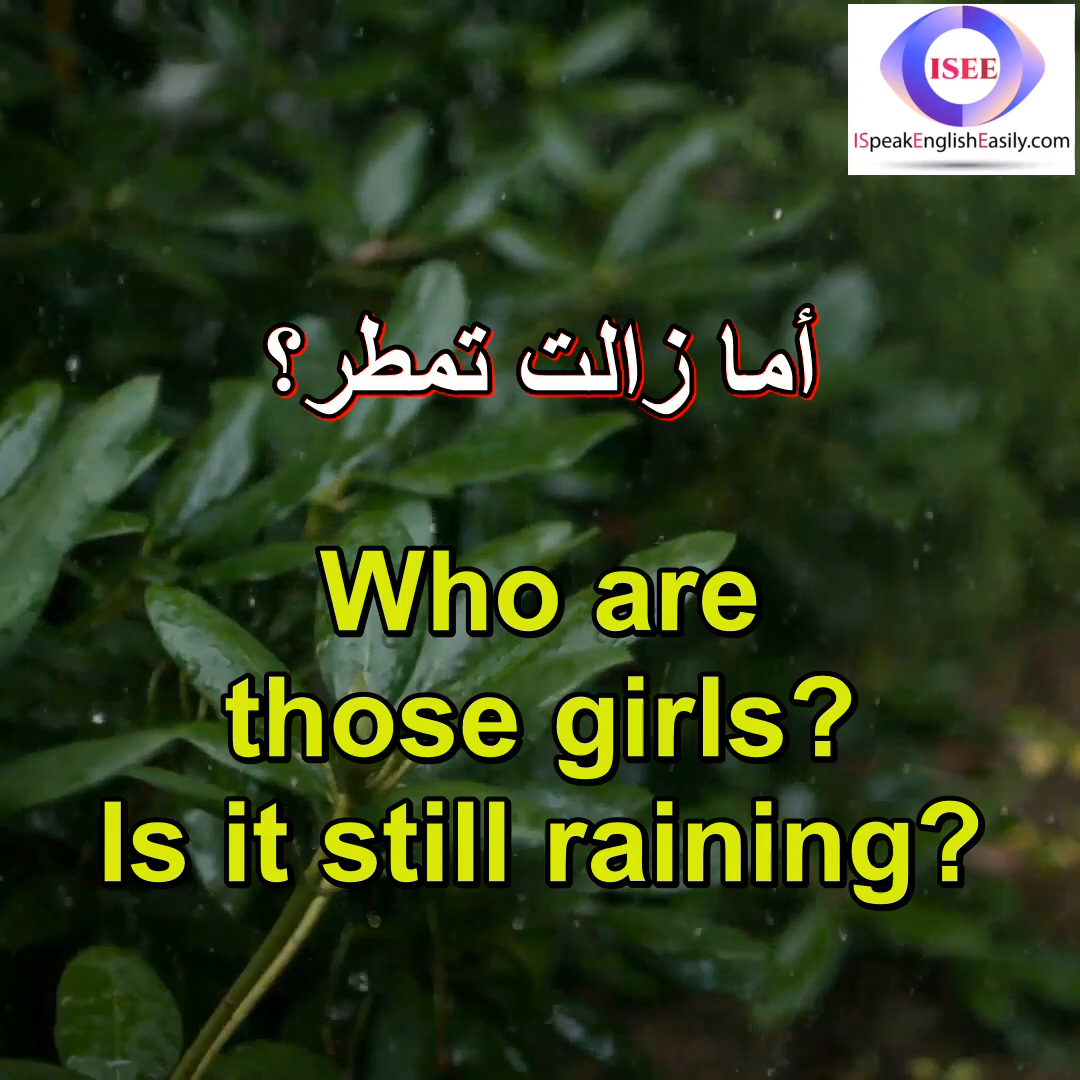 ISEE
ISpeakEnglishEasily.com
أما زالت تمطر؟
Who are
those girls?
Is it still raining?